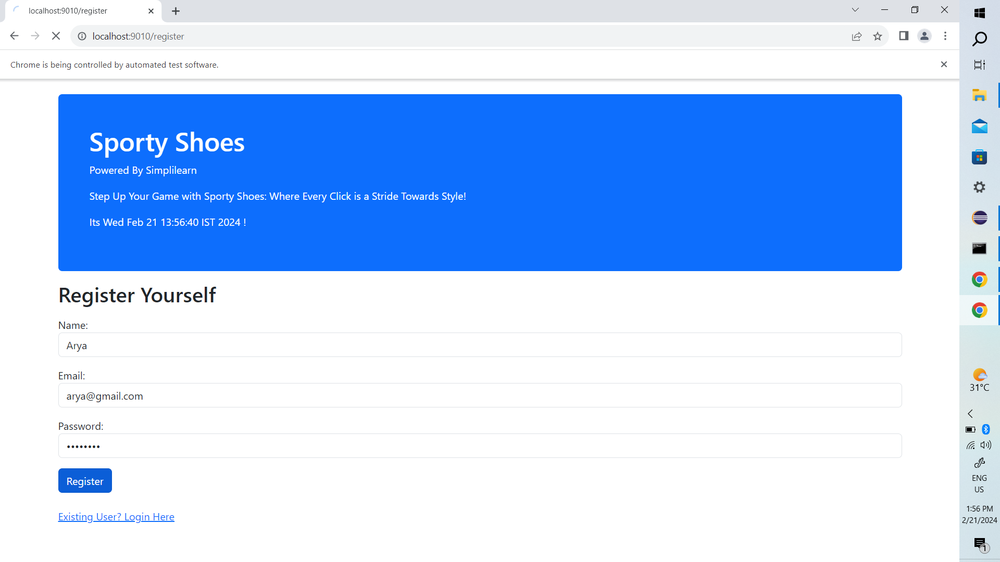 localhost:9010/register
localhost:9010/register
Chrome is being controlled by automated test software.
Sporty Shoes
Powered By Simplilearn
Step Up Your Game with Sporty Shoes: Where Every Click is a Stride Towards Style!
Its Wed Feb 21 13:56:40 IST 2024 !
Register Yourself
Name:
Arya
Email:
arya@gmail.com
Password:
••••••••
Register
Existing User? Login Here
31°C
ENG
US
1:56 PM
2/21/2024
1